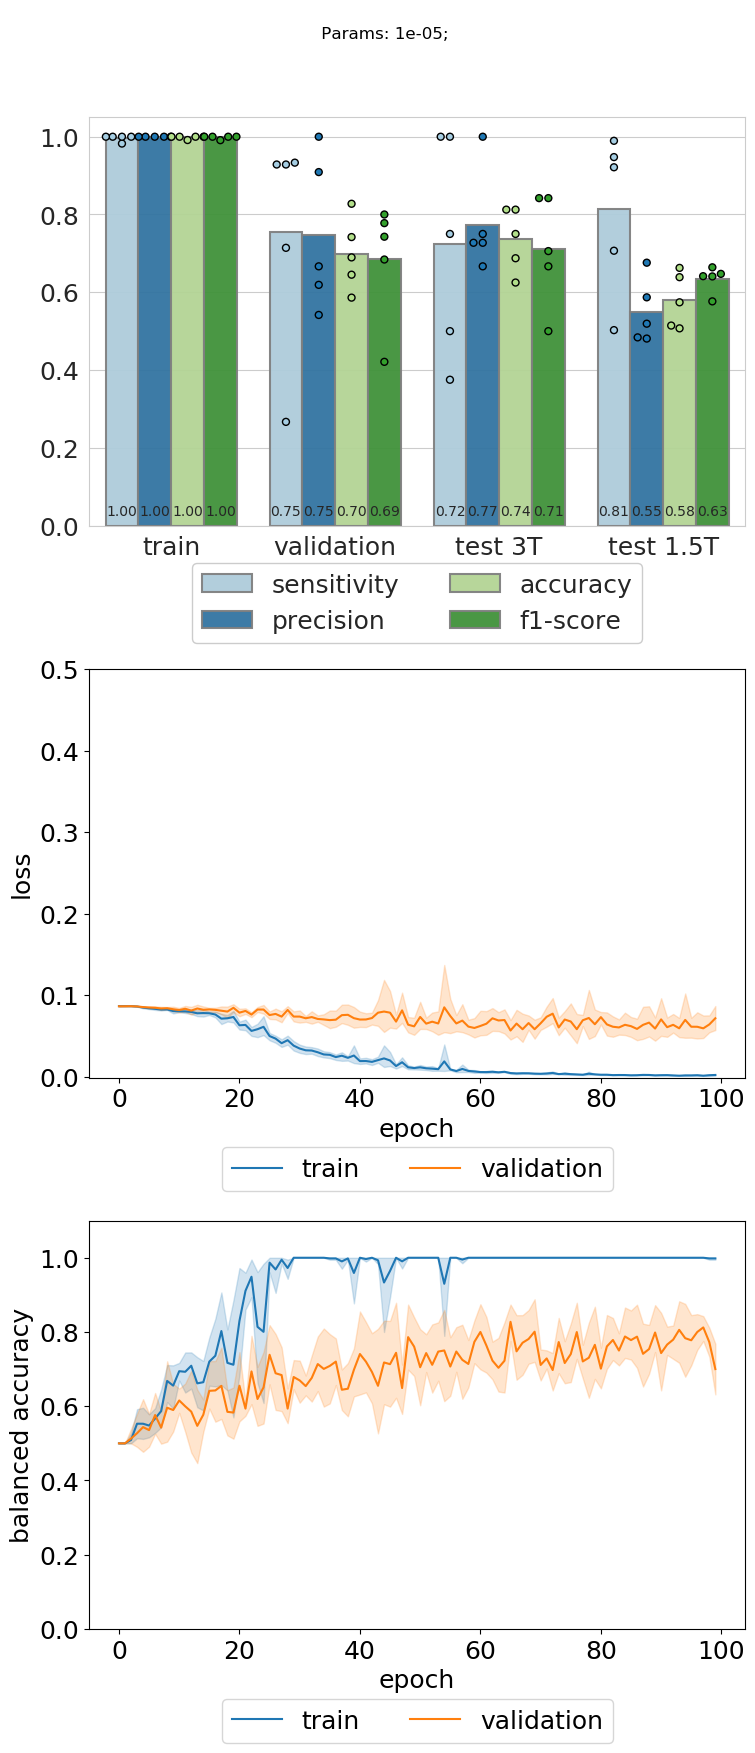 Params: 1e-05;
1.0
0.8
0.6
0.4
0.2
0.0
1.00 1.00 1.00 1.00 0.75 0.75 0.70 0.69 0.72 0.77 0.74 0.71 0.81 0.55 0.58 0.63
train validation test 3T test 1.5T
sensitivity accuracy
precision f1-score
0.5
0.4
0.3
0.2
0.1
0.0
loss
0 20 40 60 80 100
epoch
train validation
1.0
0.8
0.6
0.4
0.2
0.0
balanced accuracy
0 20 40 60 80 100
epoch
train validation